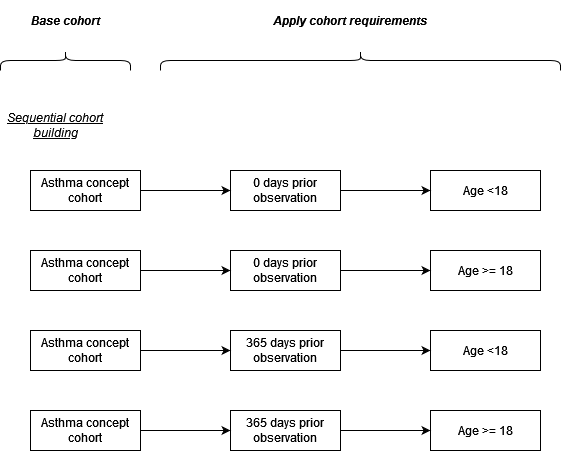 Base cohort
Apply cohort requirements
Sequential cohort
building
Asthma concept
cohort
0 days prior
observation
Age <18
Asthma concept
cohort
0 days prior
observation
Age >= 18
Asthma concept
cohort
365 days prior
observation
Age <18
Asthma concept
cohort
365 days prior
observation
Age >= 18